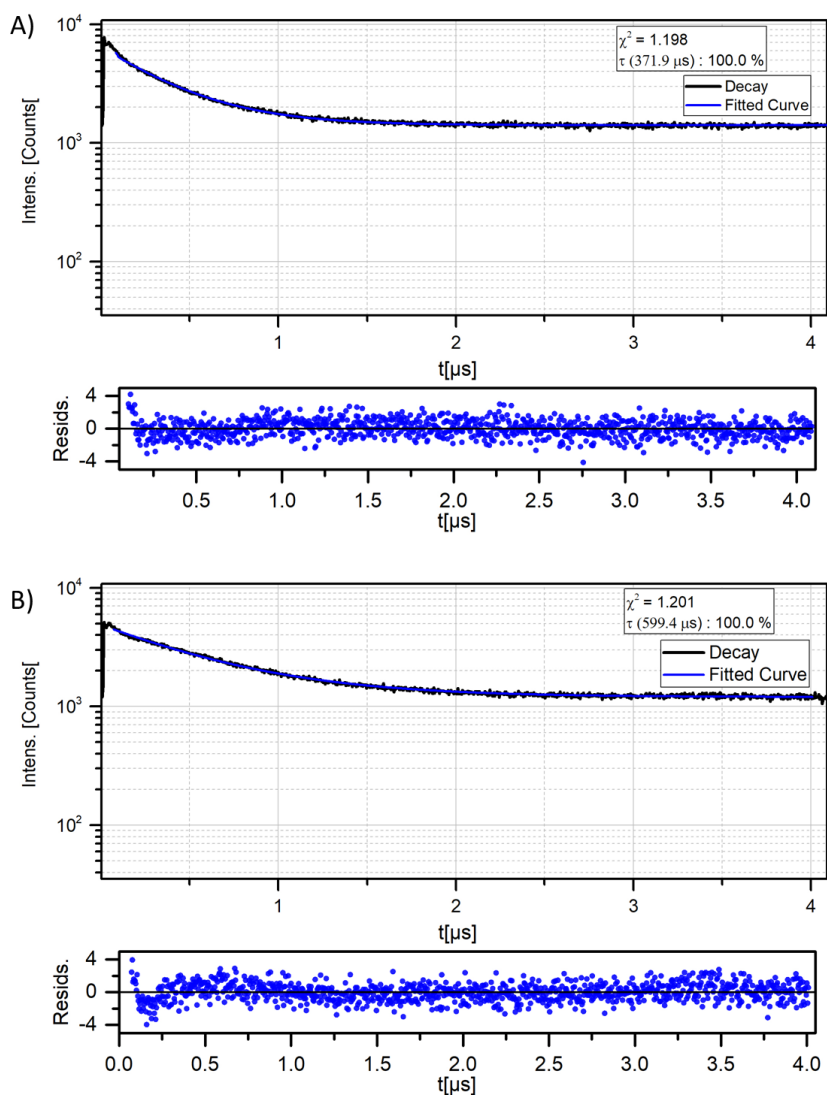 A)
10⁴
10³
10²
Intens. [Counts[
χ² = 1.198
τ (371.9 μs) : 100.0 %
Decay
Fitted Curve
1 2 3 4
t[μs]
4
0
−4
Resids.
0.5 1.0 1.5 2.0 2.5 3.0 3.5 4.0
t[μs]
B)
10⁴
10³
10²
Intens. [Counts[
χ² = 1.201
τ (599.4 μs) : 100.0 %
Decay
Fitted Curve
1 2 3 4
t[μs]
4
0
−4
Resids.
0.0 0.5 1.0 1.5 2.0 2.5 3.0 3.5 4.0
t[μs]